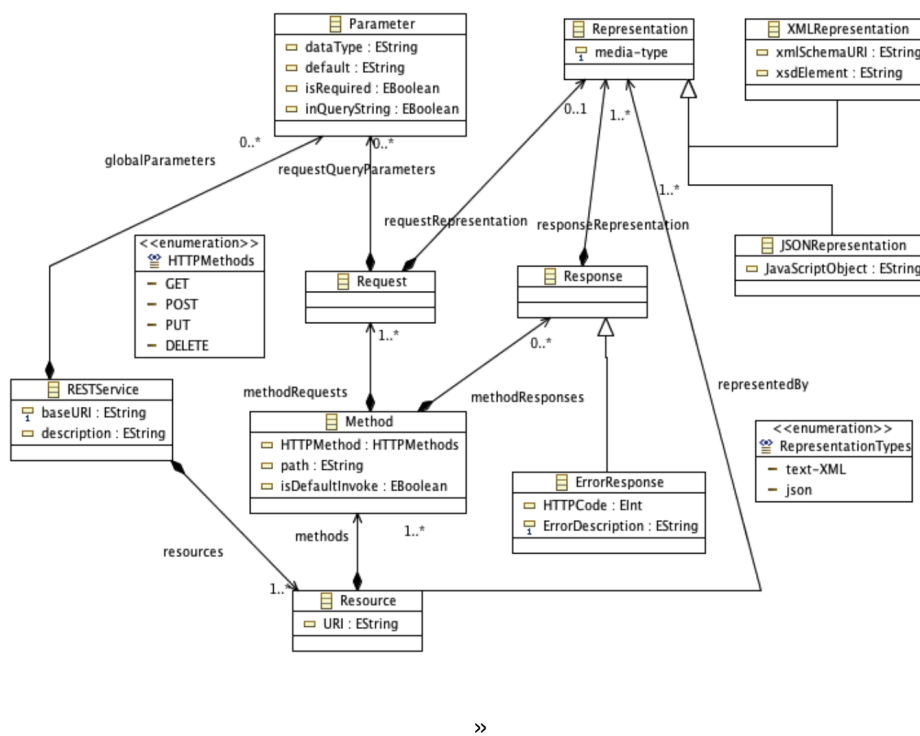 Parameter
dataType : EString
default : EString
isRequired : EBoolean
inQueryString : EBoolean
Representation
media-type
XMLRepresentation
xmlSchemaURI : EString
xsdElement : EString
0..1
1..*
0..*
0..*
globalParameters
requestQueryParameters
1..*
requestRepresentation
responseRepresentation
<<enumeration>>
HTTPMethods
GET
POST
PUT
DELETE
JSONRepresentation
JavaScriptObject : EString
Request
Response
1..*
0..*
RESTService
baseURI : EString
description : EString
methodRequests
methodResponses
representedBy
Method
HTTPMethod : HTTPMethods
path : EString
isDefaultInvoke : EBoolean
<<enumeration>>
RepresentationTypes
text-XML
json
ErrorResponse
HTTPCode : EInt
ErrorDescription : EString
methods
1..*
resources
1..*
Resource
URI : EString
»